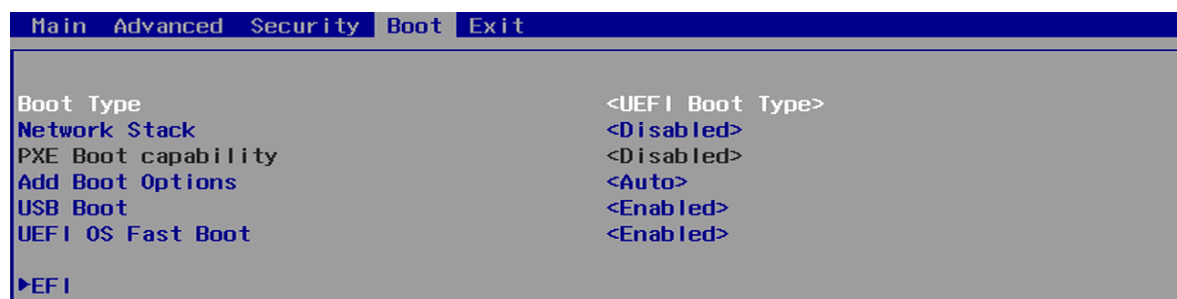 Main Advanced Security Boot Exit
Boot Type <UEFI Boot Type>
Network Stack <Disabled>
PXE Boot capability <Disabled>
Add Boot Options <Auto>
USB Boot <Enabled>
UEFI OS Fast Boot <Enabled>
▶EFI